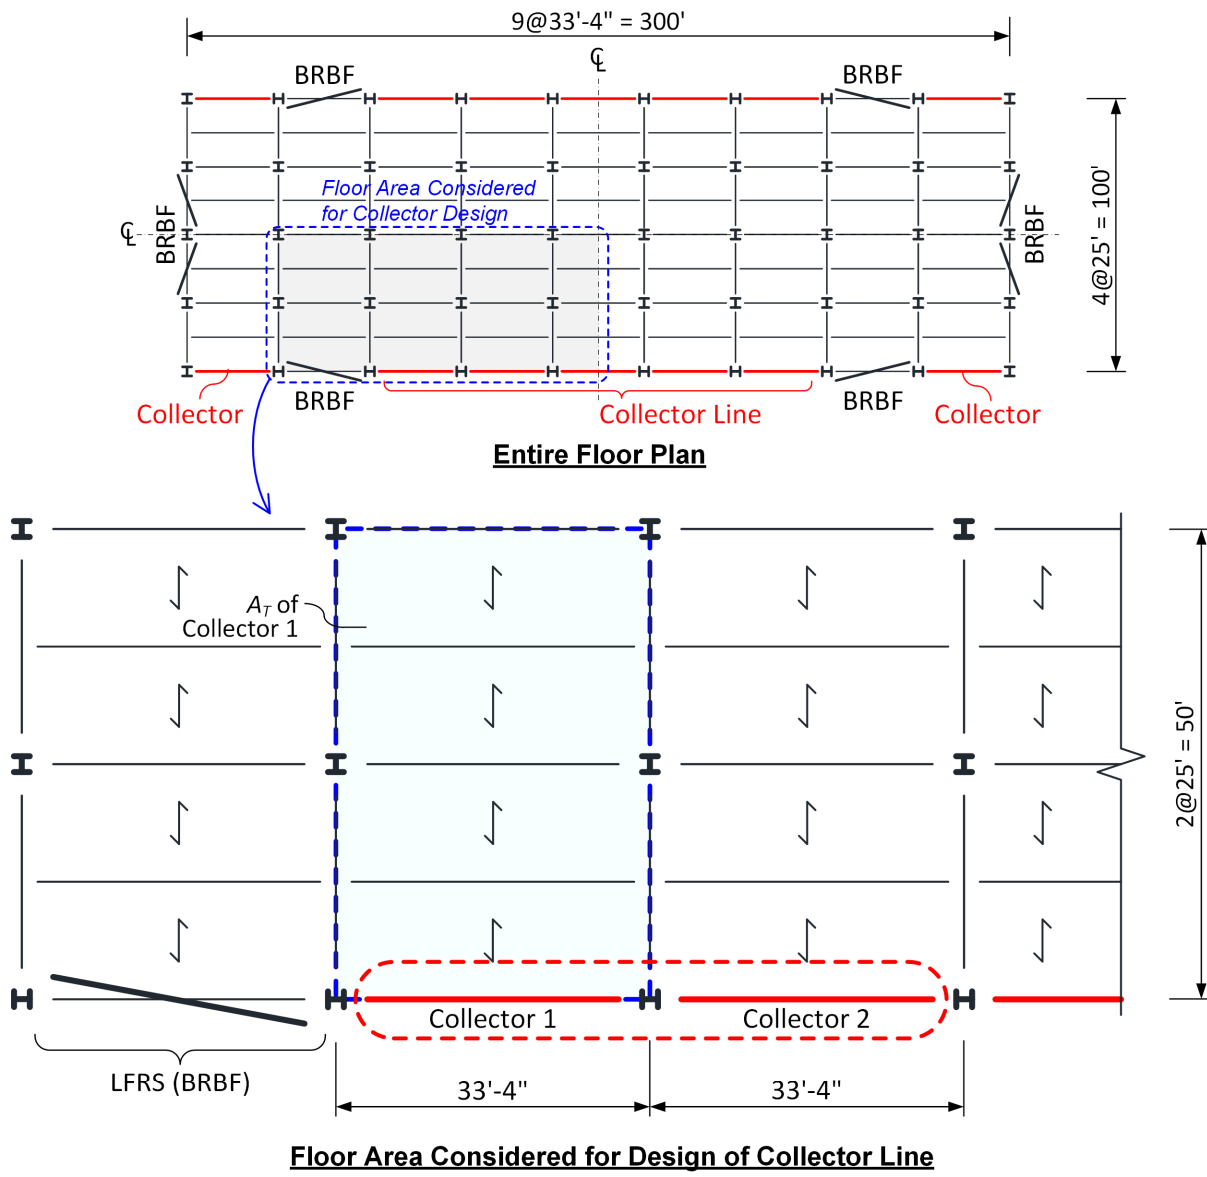 9@33'-4" = 300'
℄
BRBF
BRBF
Floor Area Considered
for Collector Design
℄
BRBF
BRBF
4@25' = 100'
BRBF
BRBF
Collector
Collector Line
Collector
Entire Floor Plan
AT of
Collector 1
2@25' = 50'
Collector 1
Collector 2
LFRS (BRBF)
33'-4"
33'-4"
Floor Area Considered for Design of Collector Line